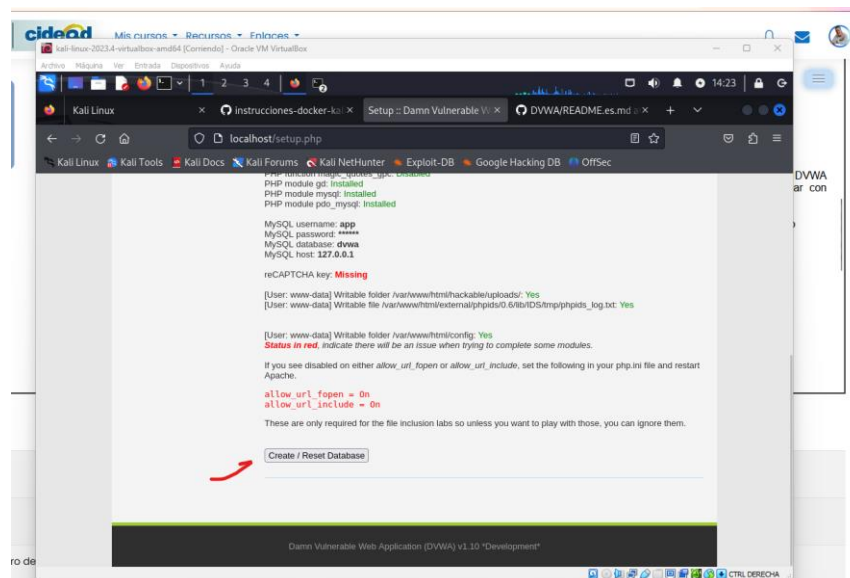 cidead Mis cursos Recursos Enlaces
kali-linux-2023.4-virtualbox-amd64 [Corriendo] - Oracle VM VirtualBox
Archivo Máquina Ver Entrada Dispositivos Ayuda
1 2 3 4 14:23
Kali Linux instrucciones-docker-kal Setup :: Damn Vulnerable W DVWA/README.es.md a
localhost/setup.php
Kali Linux Kali Tools Kali Docs Kali Forums Kali NetHunter Exploit-DB Google Hacking DB OffSec
PHP function magic_quotes_gpc: Disabled
PHP module gd: Installed
PHP module mysql: Installed
PHP module pdo_mysql: Installed
MySQL username: app
MySQL password: ******
MySQL database: dvwa
MySQL host: 127.0.0.1
reCAPTCHA key: Missing
[User: www-data] Writable folder /var/www/html/hackable/uploads/: Yes
[User: www-data] Writable file /var/www/html/external/phpids/0.6/lib/IDS/tmp/phpids_log.txt: Yes
[User: www-data] Writable folder /var/www/html/config: Yes
Status in red, indicate there will be an issue when trying to complete some modules.
If you see disabled on either allow_url_fopen or allow_url_include, set the following in your php.ini file and restart
Apache.
allow_url_fopen = On
allow_url_include = On
These are only required for the file inclusion labs so unless you want to play with those, you can ignore them.
Create / Reset Database
Damn Vulnerable Web Application (DVWA) v1.10 *Development*
CTRL DERECHA
DVWA
ar con
ro de